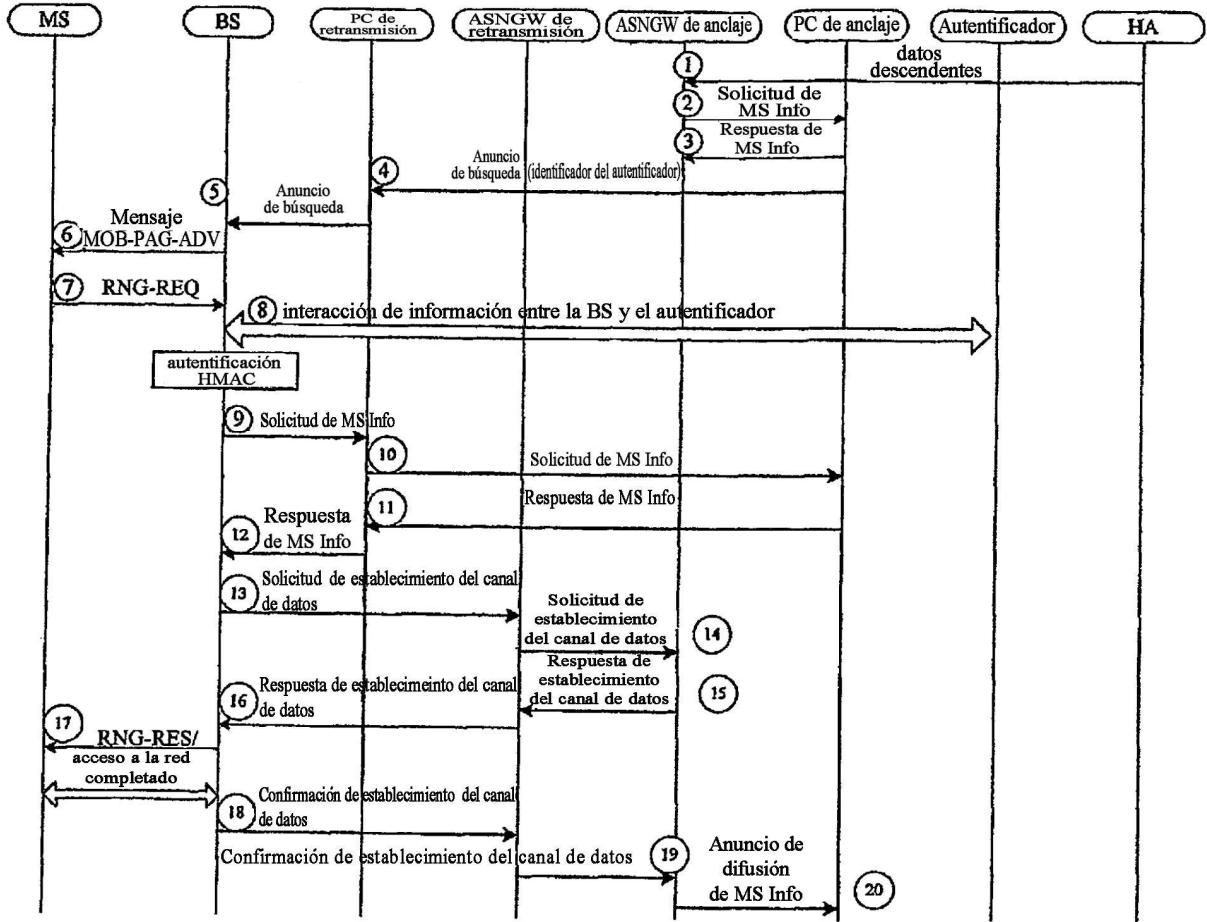 MS
BS
PC de
retransmisión
ASNGW de
retransmisión
ASNGW de anclaje
PC de anclaje
Autentificador
HA
datos
descendentes
1
2
Solicitud de
MS Info
3
Respuesta de
MS Info
4
Anuncio
de búsqueda (identificador del autentificador)
5
Anuncio
de búsqueda
6
Mensaje
MOB-PAG-ADV
7
RNG-REQ
8
interacción de información entre la BS y el autentificador
autentificación
HMAC
9
Solicitud de MS Info
10
Solicitud de MS Info
11
Respuesta de MS Info
12
Respuesta
de MS Info
13
Solicitud de establecimiento del canal
de datos
14
Solicitud de
establecimiento
del canal de datos
15
Respuesta de
establecimiento
del canal de datos
16
Respuesta de establecimeinto del canal
de datos
17
RNG-RES/
acceso a la red
completado
18
Confirmación de establecimiento del canal
de datos
Confirmación de establecimiento del canal de datos
19
Anuncio de
difusión
de MS Info
20